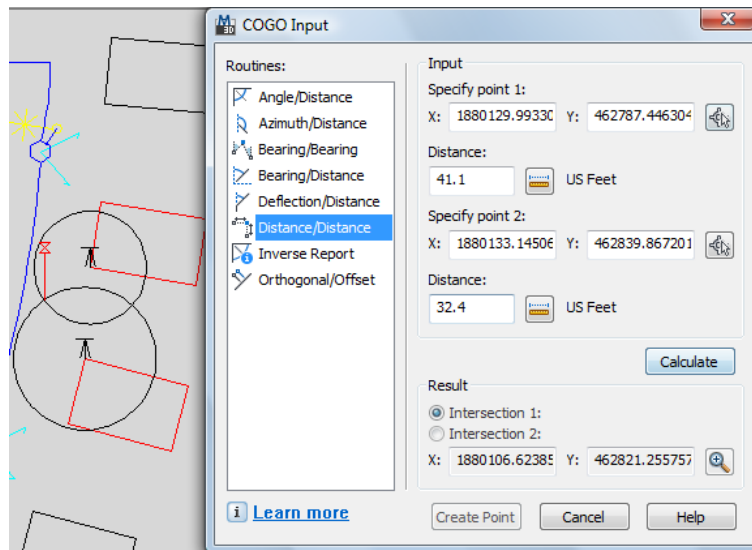 COGO Input
Routines:
Angle/Distance
Azimuth/Distance
Bearing/Bearing
Bearing/Distance
Deflection/Distance
Distance/Distance
Inverse Report
Orthogonal/Offset
Learn more
Input
Specify point 1:
X: 1880129.99330 Y: 462787.446304
Distance:
41.1 US Feet
Specify point 2:
X: 1880133.14506 Y: 462839.867201
Distance:
32.4 US Feet
Calculate
Result
Intersection 1:
Intersection 2:
X: 1880106.62385 Y: 462821.255757
Create Point Cancel Help